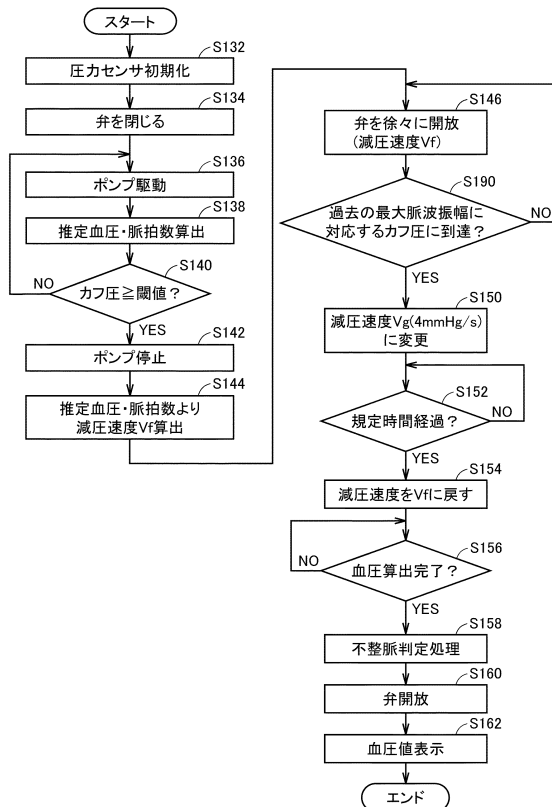 スタート
S132
圧力センサ初期化
S134
弁を閉じる
S136
ポンプ駆動
S138
推定血圧・脈拍数算出
S140
カフ圧≧閾値？
NO
YES
S142
ポンプ停止
S144
推定血圧・脈拍数より
減圧速度Vf算出
S146
弁を徐々に開放
(減圧速度Vf)
S190
過去の最大脈波振幅に
対応するカフ圧に到達？
NO
YES
S150
減圧速度Vg(4mmHg/s)
に変更
S152
規定時間経過？
NO
YES
S154
減圧速度をVfに戻す
S156
NO
血圧算出完了？
YES
S158
不整脈判定処理
S160
弁開放
S162
血圧値表示
エンド